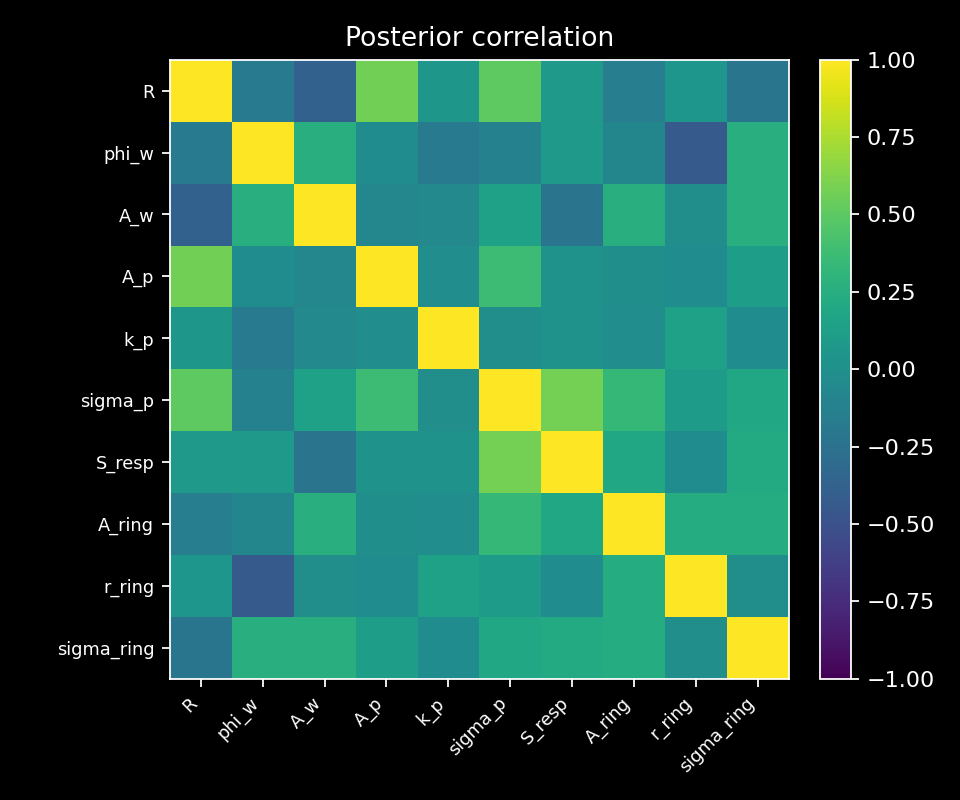 Posterior correlation
R
phi_w
A_w
A_p
k_p
sigma_p
S_resp
A_ring
r_ring
sigma_ring
R
phi_w
A_w
A_p
k_p
sigma_p
S_resp
A_ring
r_ring
sigma_ring
1.00
0.75
0.50
0.25
0.00
−0.25
−0.50
−0.75
−1.00